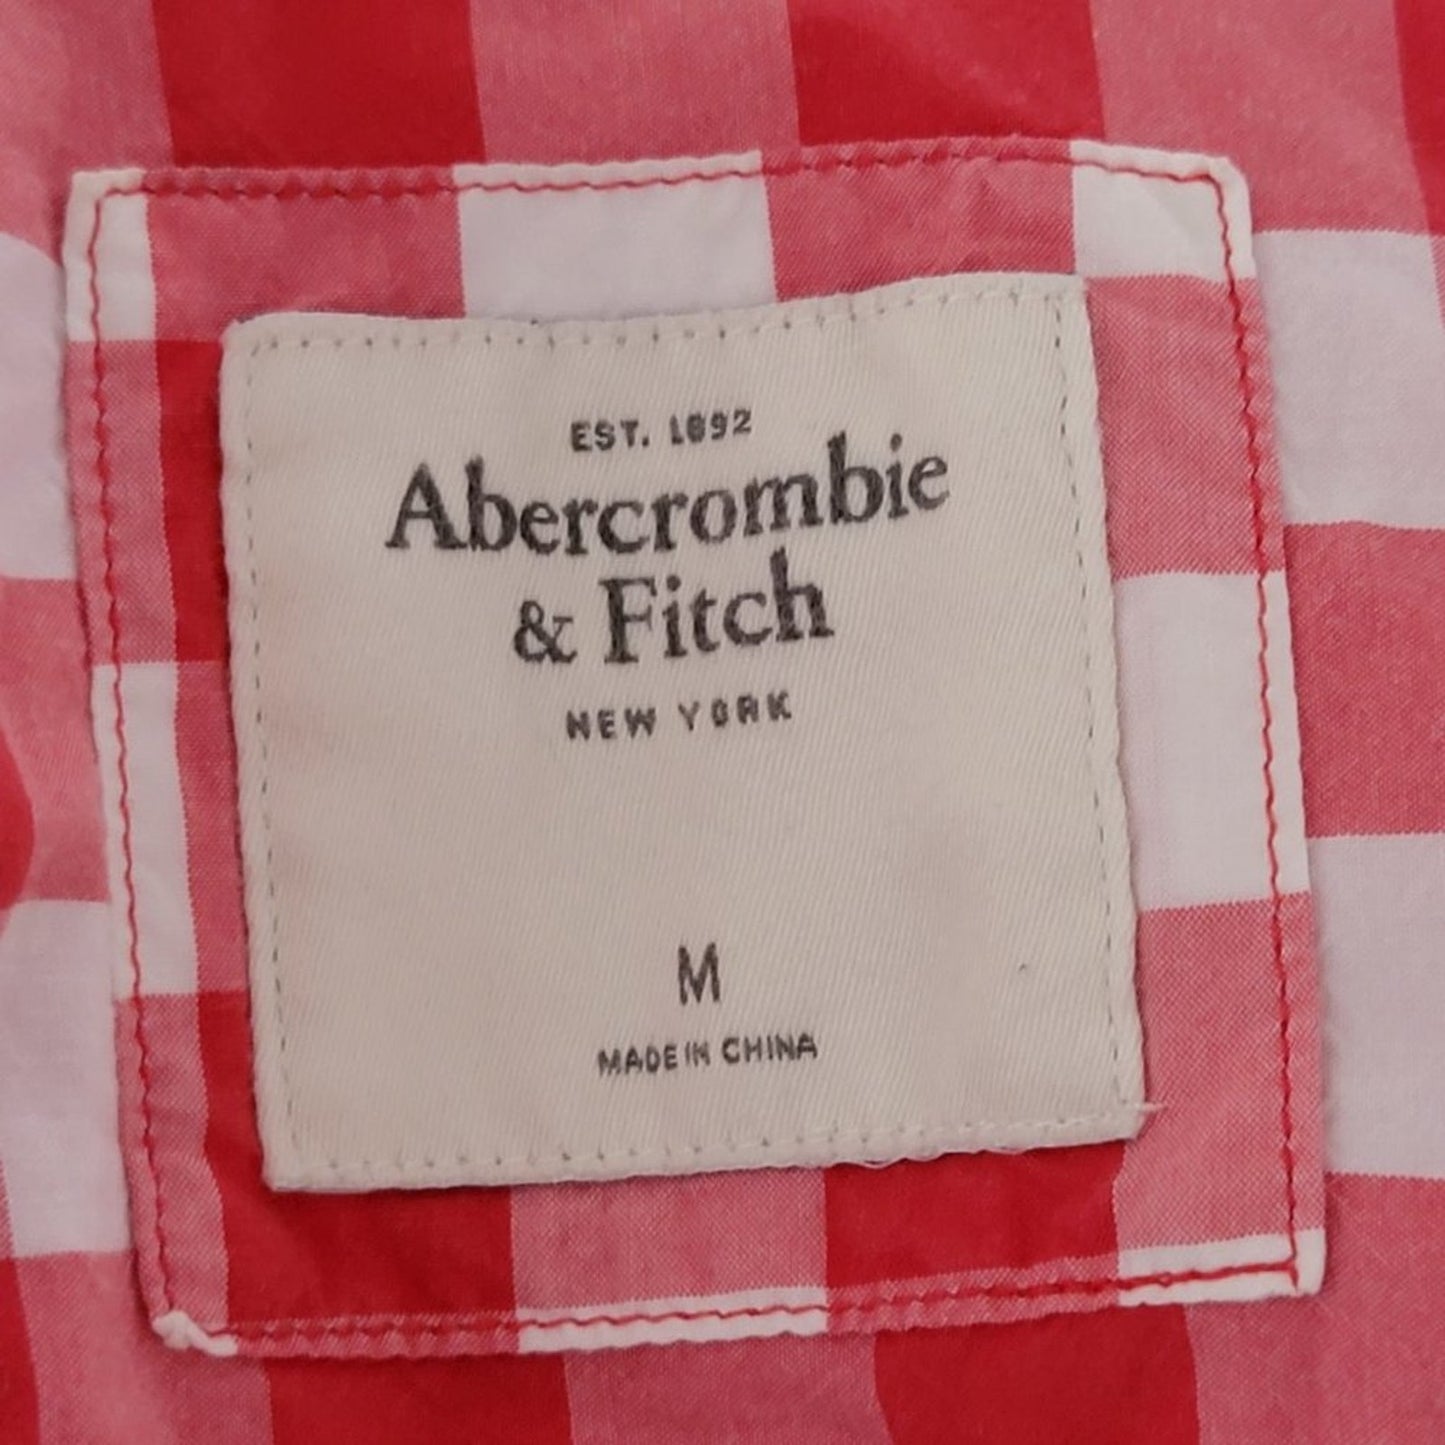 EST. 1892
Abercrombie
& Fitch
NEW YORK
M
MADE IN CHINA